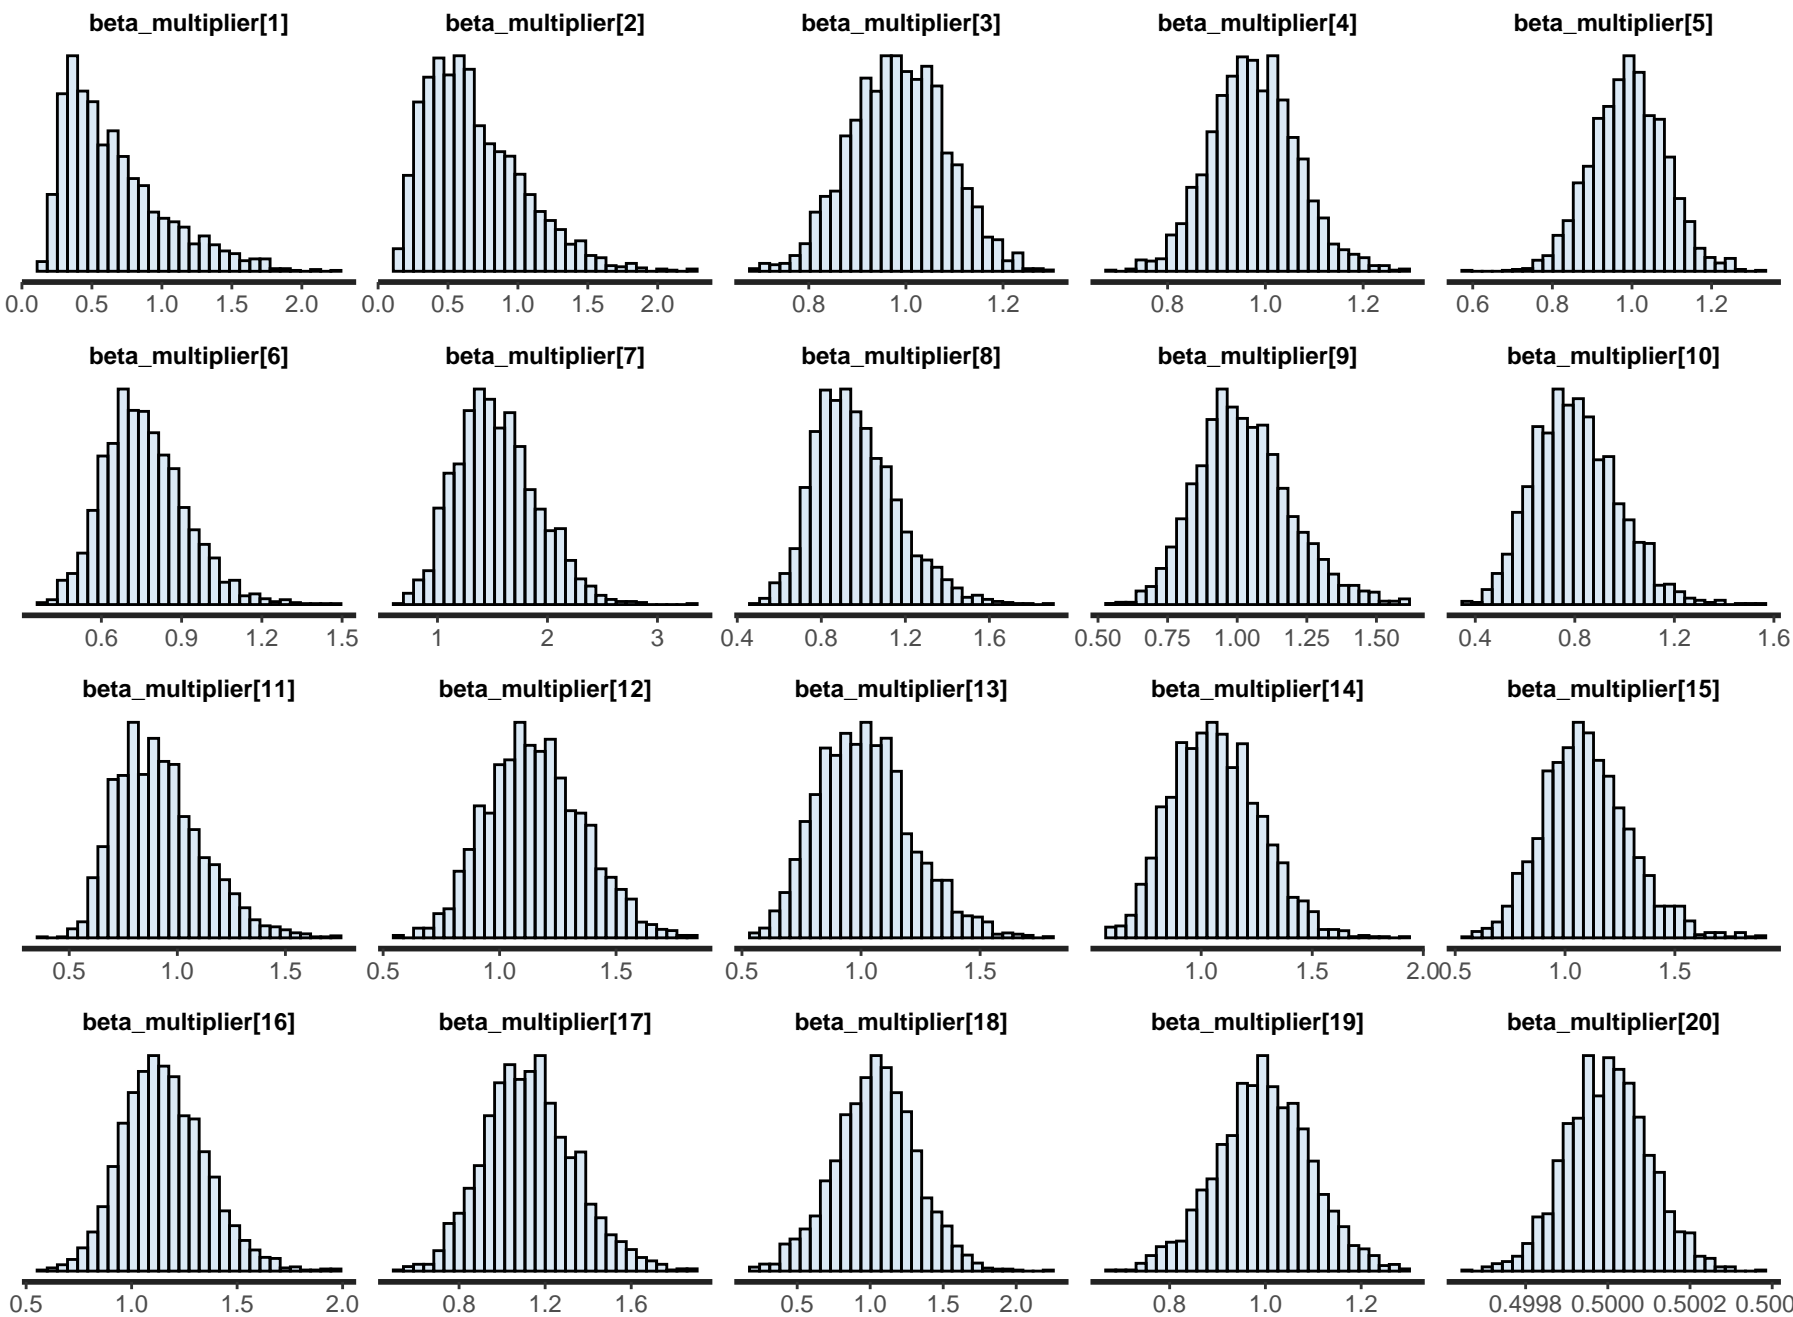 beta_multiplier[1] beta_multiplier[2] beta_multiplier[3] beta_multiplier[4] beta_multiplier[5]
0.0 0.5 1.0 1.5 2.0 0.0 0.5 1.0 1.5 2.0 0.8 1.0 1.2 0.8 1.0 1.2 0.6 0.8 1.0 1.2
beta_multiplier[6] beta_multiplier[7] beta_multiplier[8] beta_multiplier[9] beta_multiplier[10]
0.6 0.9 1.2 1.5 1 2 3 0.4 0.8 1.2 1.6 0.50 0.75 1.00 1.25 1.50 0.4 0.8 1.2 1.6
beta_multiplier[11] beta_multiplier[12] beta_multiplier[13] beta_multiplier[14] beta_multiplier[15]
0.5 1.0 1.5 0.5 1.0 1.5 0.5 1.0 1.5 1.0 1.5 2.0 0.5 1.0 1.5
beta_multiplier[16] beta_multiplier[17] beta_multiplier[18] beta_multiplier[19] beta_multiplier[20]
0.5 1.0 1.5 2.0 0.8 1.2 1.6 0.5 1.0 1.5 2.0 0.8 1.0 1.2 0.4998 0.5000 0.5002 0.500